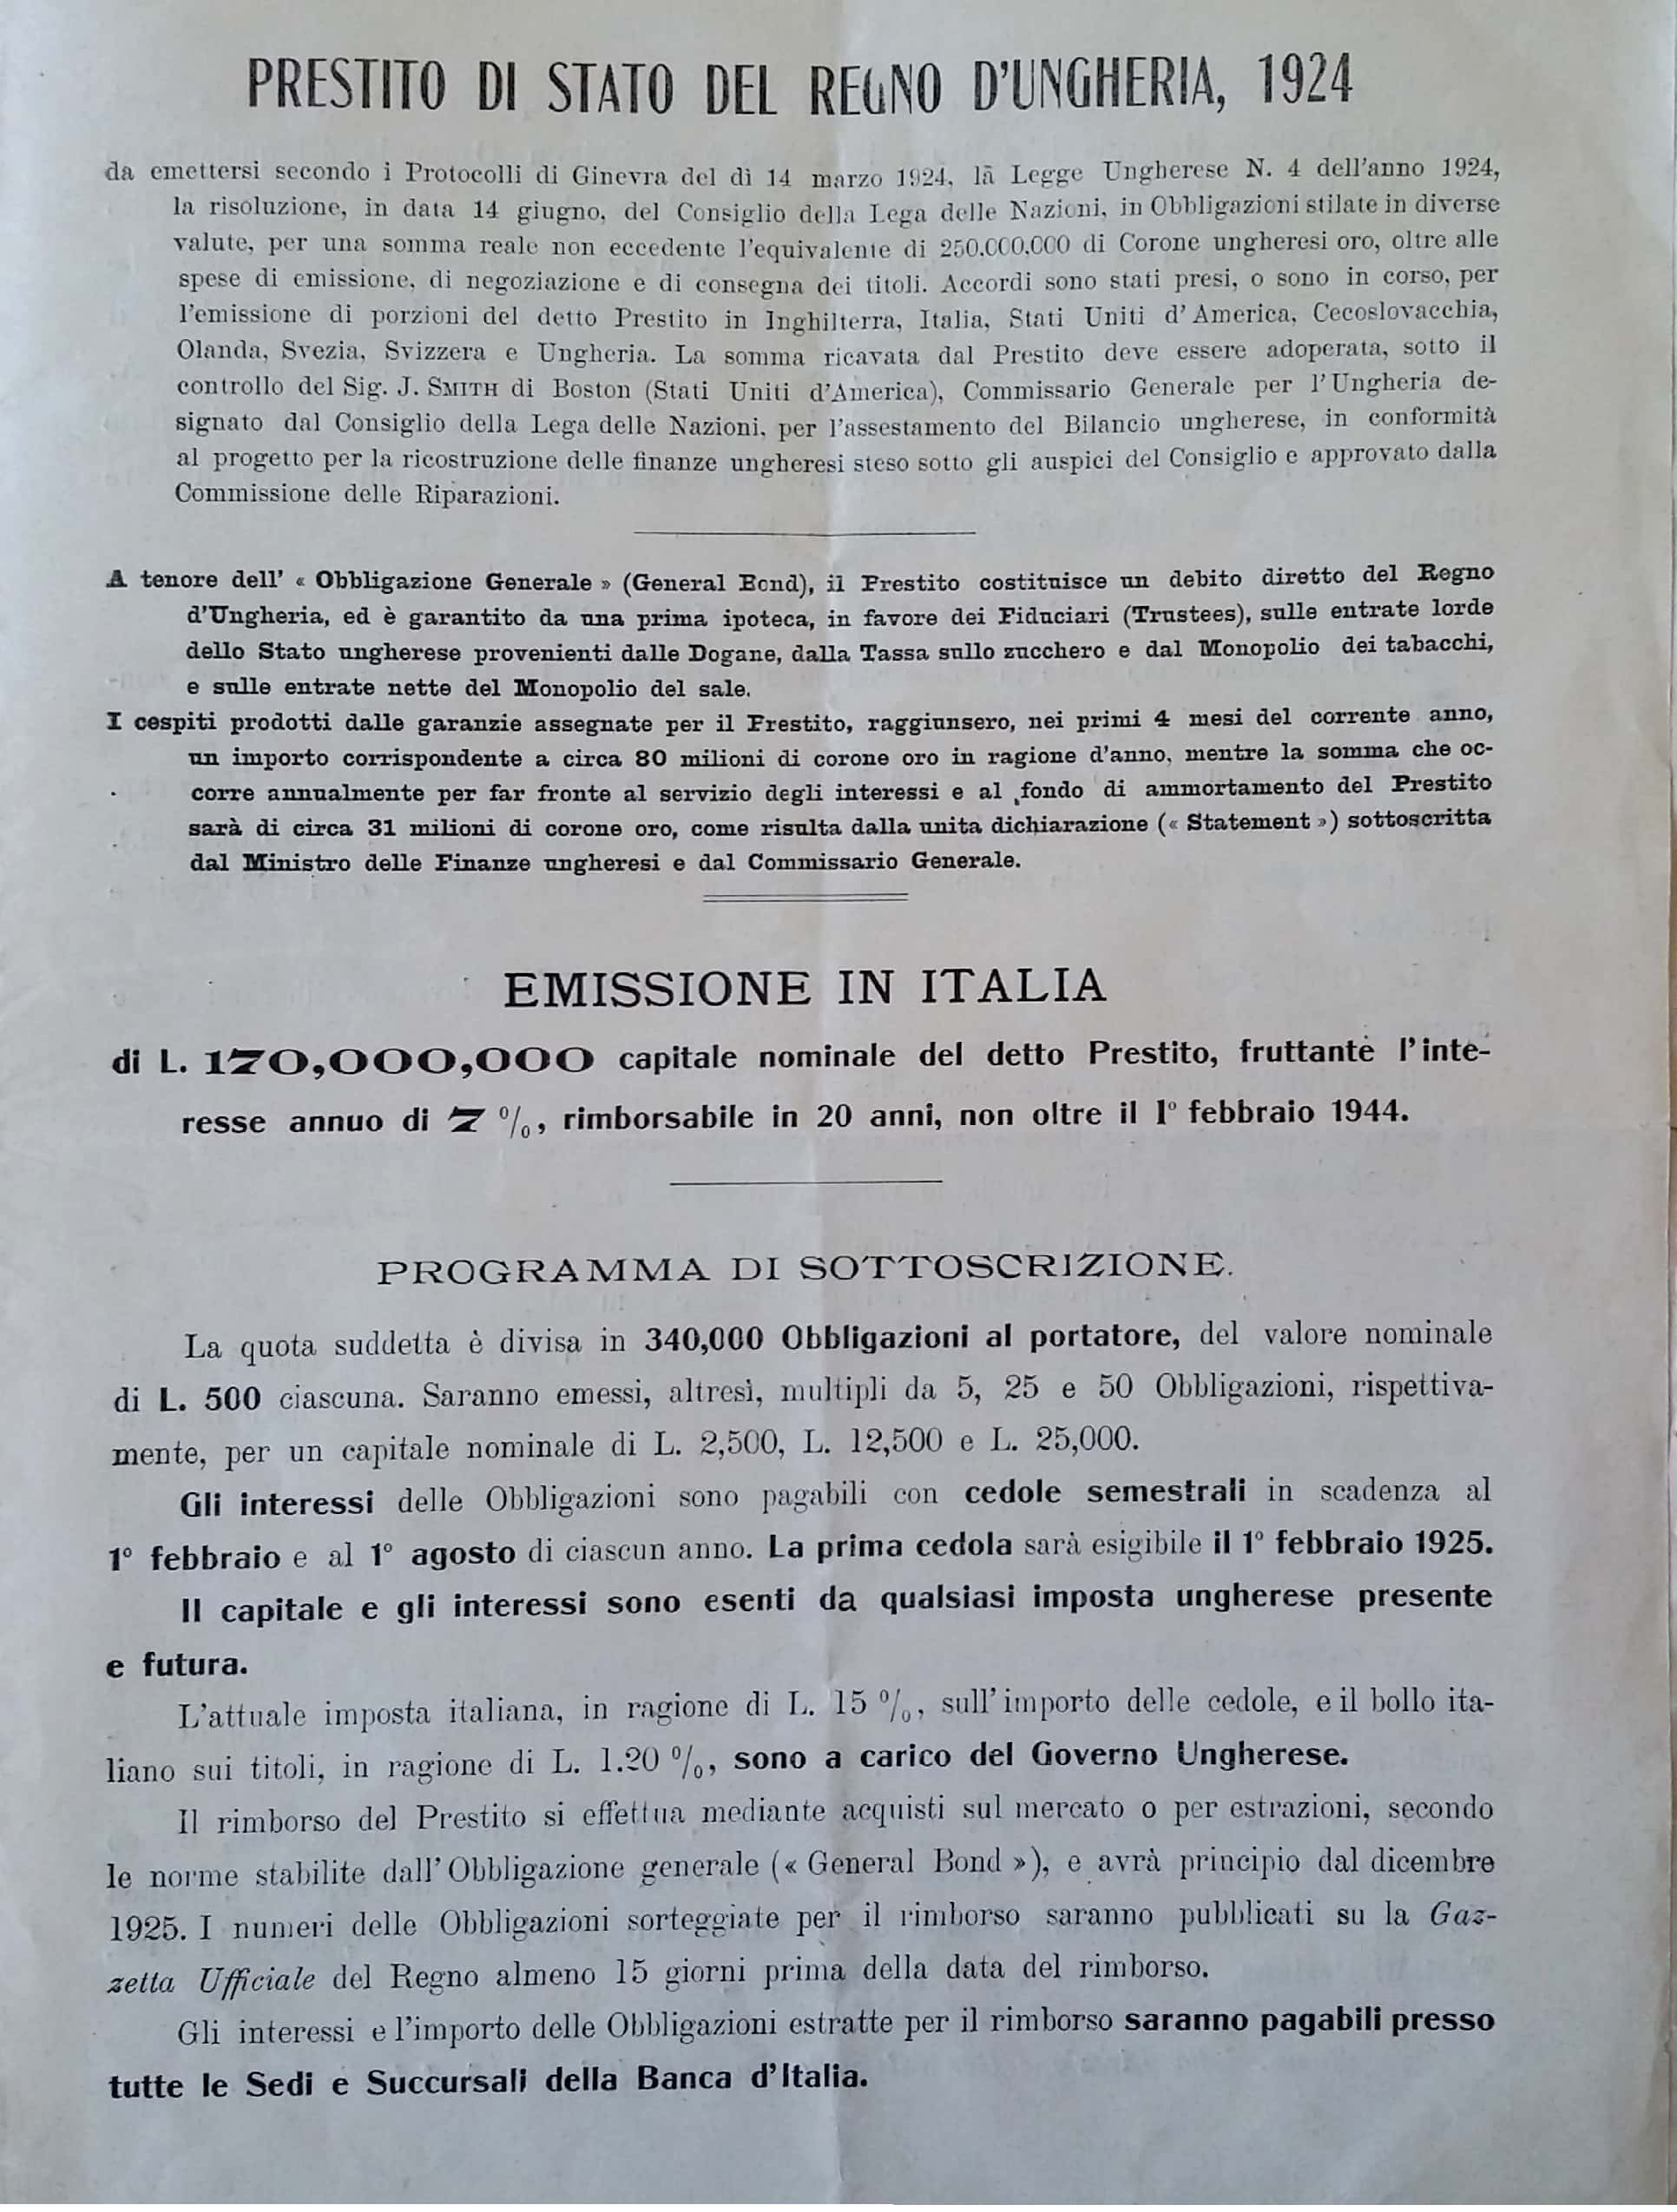 PRESTITO DI STATO DEL REGNO D'UNGHERIA, 1924
da emettersi secondo i Protocolli di Ginevra del dì 14 marzo 1924, la Legge Ungherese N. 4 dell'anno 1924,
la risoluzione, in data 14 giugno, del Consiglio della Lega delle Nazioni, in Obbligazioni stilate in diverse
valute, per una somma reale non eccedente l'equivalente di 250.000.000 di Corone ungheresi oro, oltre alle
spese di emissione, di negoziazione e di consegna dei titoli. Accordi sono stati presi, o sono in corso, per
l'emissione di porzioni del detto Prestito in Inghilterra, Italia, Stati Uniti d'America, Cecoslovacchia,
Olanda, Svezia, Svizzera e Ungheria. La somma ricavata dal Prestito deve essere adoperata, sotto il
controllo del Sig. J. SMITH di Boston (Stati Uniti d'America), Commissario Generale per l'Ungheria de-
signato dal Consiglio della Lega delle Nazioni, per l'assestamento del Bilancio ungherese, in conformità
al progetto per la ricostruzione delle finanze ungheresi steso sotto gli auspici del Consiglio e approvato dalla
Commissione delle Riparazioni.
A tenore dell' « Obbligazione Generale » (General Bond), il Prestito costituisce un debito diretto del Regno
d'Ungheria, ed è garantito da una prima ipoteca, in favore dei Fiduciari (Trustees), sulle entrate lorde
dello Stato ungherese provenienti dalle Dogane, dalla Tassa sullo zucchero e dal Monopolio dei tabacchi,
e sulle entrate nette del Monopolio del sale.
I cespiti prodotti dalle garanzie assegnate per il Prestito, raggiunsero, nei primi 4 mesi del corrente anno,
un importo corrispondente a circa 80 milioni di corone oro in ragione d'anno, mentre la somma che oc-
corre annualmente per far fronte al servizio degli interessi e al fondo di ammortamento del Prestito
sarà di circa 31 milioni di corone oro, come risulta dalla unita dichiarazione (« Statement ») sottoscritta
dal Ministro delle Finanze ungheresi e dal Commissario Generale.
EMISSIONE IN ITALIA
di L. 170,000,000 capitale nominale del detto Prestito, fruttante l'inte-
resse annuo di 7 %, rimborsabile in 20 anni, non oltre il 1° febbraio 1944.
PROGRAMMA DI SOTTOSCRIZIONE.
La quota suddetta è divisa in 340,000 Obbligazioni al portatore, del valore nominale
di L. 500 ciascuna. Saranno emessi, altresì, multipli da 5, 25 e 50 Obbligazioni, rispettiva-
mente, per un capitale nominale di L. 2,500, L. 12,500 e L. 25,000.
Gli interessi delle Obbligazioni sono pagabili con cedole semestrali in scadenza al
1° febbraio e al 1° agosto di ciascun anno. La prima cedola sarà esigibile il 1° febbraio 1925.
Il capitale e gli interessi sono esenti da qualsiasi imposta ungherese presente
e futura.
L'attuale imposta italiana, in ragione di L. 15 %, sull'importo delle cedole, e il bollo ita-
liano sui titoli, in ragione di L. 1.20 %, sono a carico del Governo Ungherese.
Il rimborso del Prestito si effettua mediante acquisti sul mercato o per estrazioni, secondo
le norme stabilite dall'Obbligazione generale (« General Bond »), e avrà principio dal dicembre
1925. I numeri delle Obbligazioni sorteggiate per il rimborso saranno pubblicati su la Gaz-
zetta Ufficiale del Regno almeno 15 giorni prima della data del rimborso.
Gli interessi e l'importo delle Obbligazioni estratte per il rimborso saranno pagabili presso
tutte le Sedi e Succursali della Banca d'Italia.